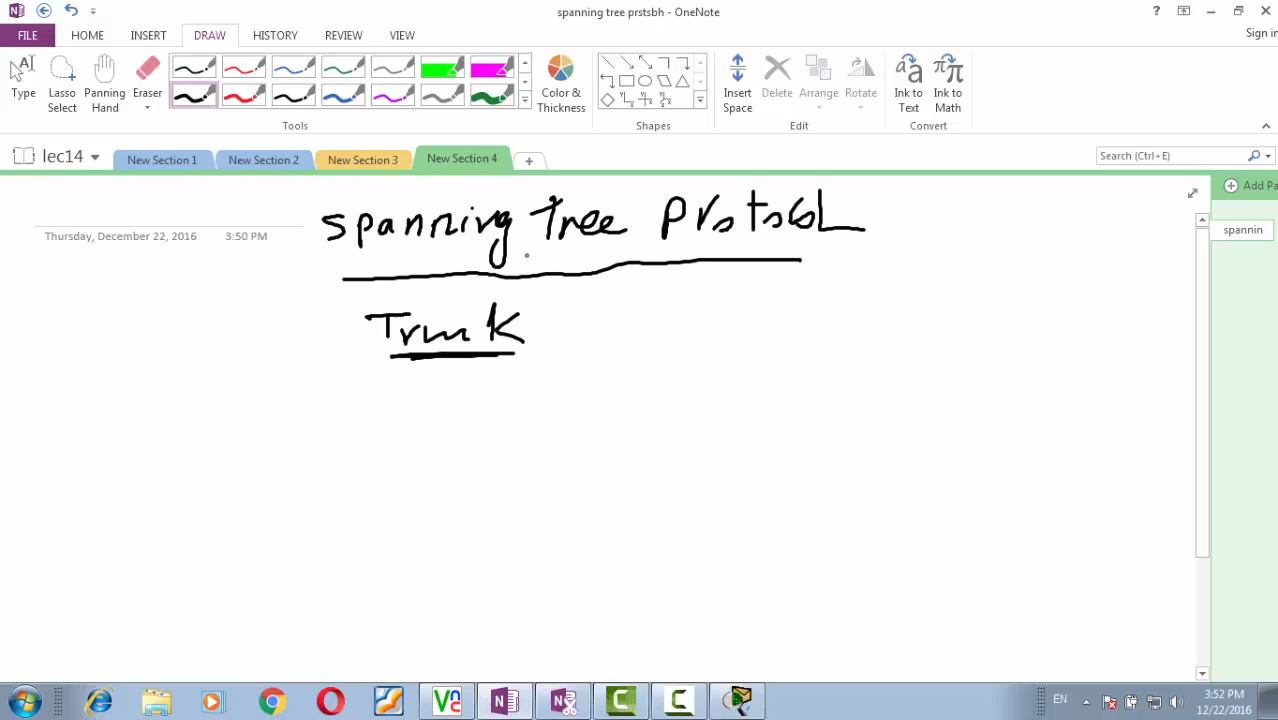 spanning tree prstsbh - OneNote
? 
Sign in
FILE HOME INSERT DRAW HISTORY REVIEW VIEW
Type
Lasso Select
Panning Hand
Eraser
Color & Thickness
Insert Space
Delete
Arrange
Rotate
Ink to Text
Ink to Math
Tools
Shapes
Edit
Convert
lec14
New Section 1
New Section 2
New Section 3
New Section 4
Search (Ctrl+E)
Add Pa
spannin
Thursday, December 22, 2016 3:50 PM
spanning tree Protocol
Trunk
EN
3:52 PM
12/22/2016